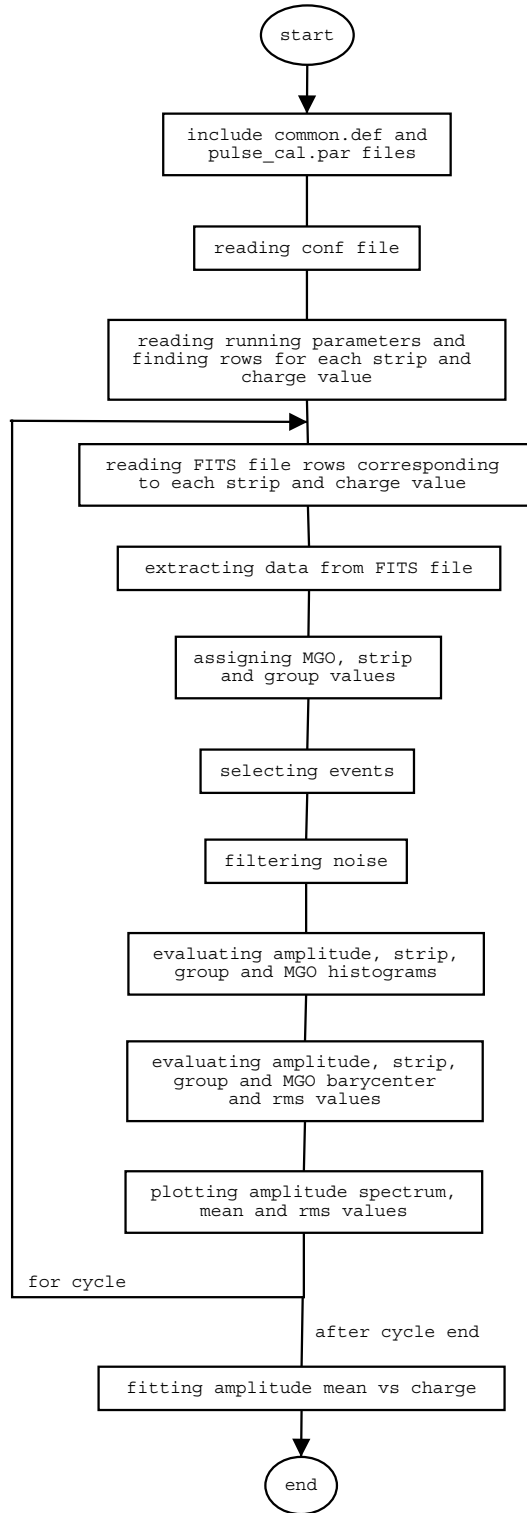 start
include common.def and
pulse_cal.par files
reading conf file
reading running parameters and
finding rows for each strip and
charge value
reading FITS file rows corresponding
to each strip and charge value
extracting data from FITS file
assigning MGO, strip
and group values
selecting events
filtering noise
evaluating amplitude, strip,
group and MGO histograms
evaluating amplitude, strip,
group and MGO barycenter
and rms values
plotting amplitude spectrum,
mean and rms values
for cycle
after cycle end
fitting amplitude mean vs charge
end